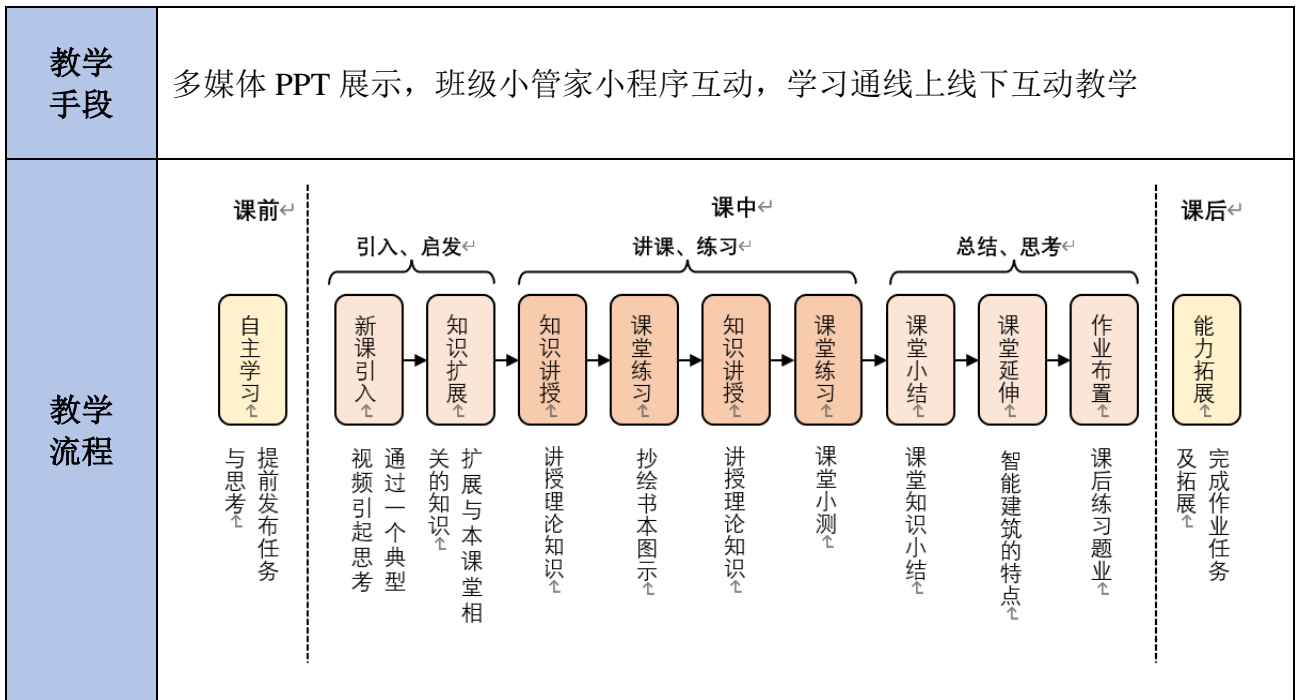 教学
手段
多媒体 PPT 展示，班级小管家小程序互动，学习通线上线下互动教学
教学
流程
课前↵
课中↵
课后↵
引入、启发↵
讲课、练习↵
总结、思考↵
自主学习↵
新课引入↵
知识扩展↵
知识讲授↵
课堂练习↵
知识讲授↵
课堂练习↵
课堂小结↵
课堂延伸↵
作业布置↵
能力拓展↵
提前发布任务
与思考↵
通过一个典型
视频引起思考
扩展与本课堂相
关的知识↵
讲授理论知识↵
抄绘书本图示↵
讲授理论知识↵
课堂小测↵
课堂知识小结↵
智能建筑的特点↵
课后练习题业↵
完成作业任务
及拓展↵